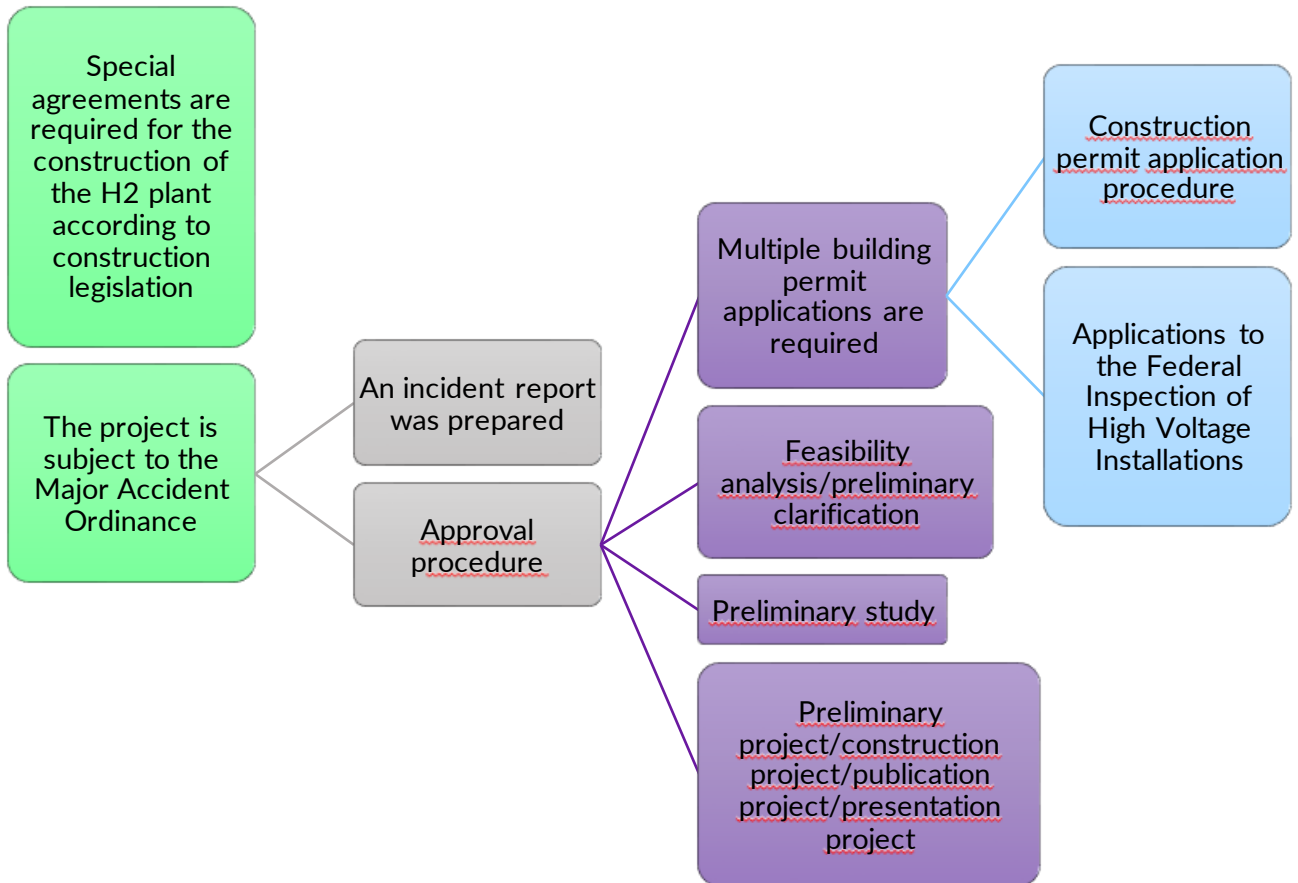 Special
agreements are
required for the
construction of
the H2 plant
according to
construction
legislation
The project is
subject to the
Major Accident
Ordinance
An incident report
was prepared
Approval
procedure
Multiple building
permit
applications are
required
Feasibility
analysis/preliminary
clarification
Preliminary study
Preliminary
project/construction
project/publication
project/presentation
project
Construction
permit application
procedure
Applications to
the Federal
Inspection of
High Voltage
Installations